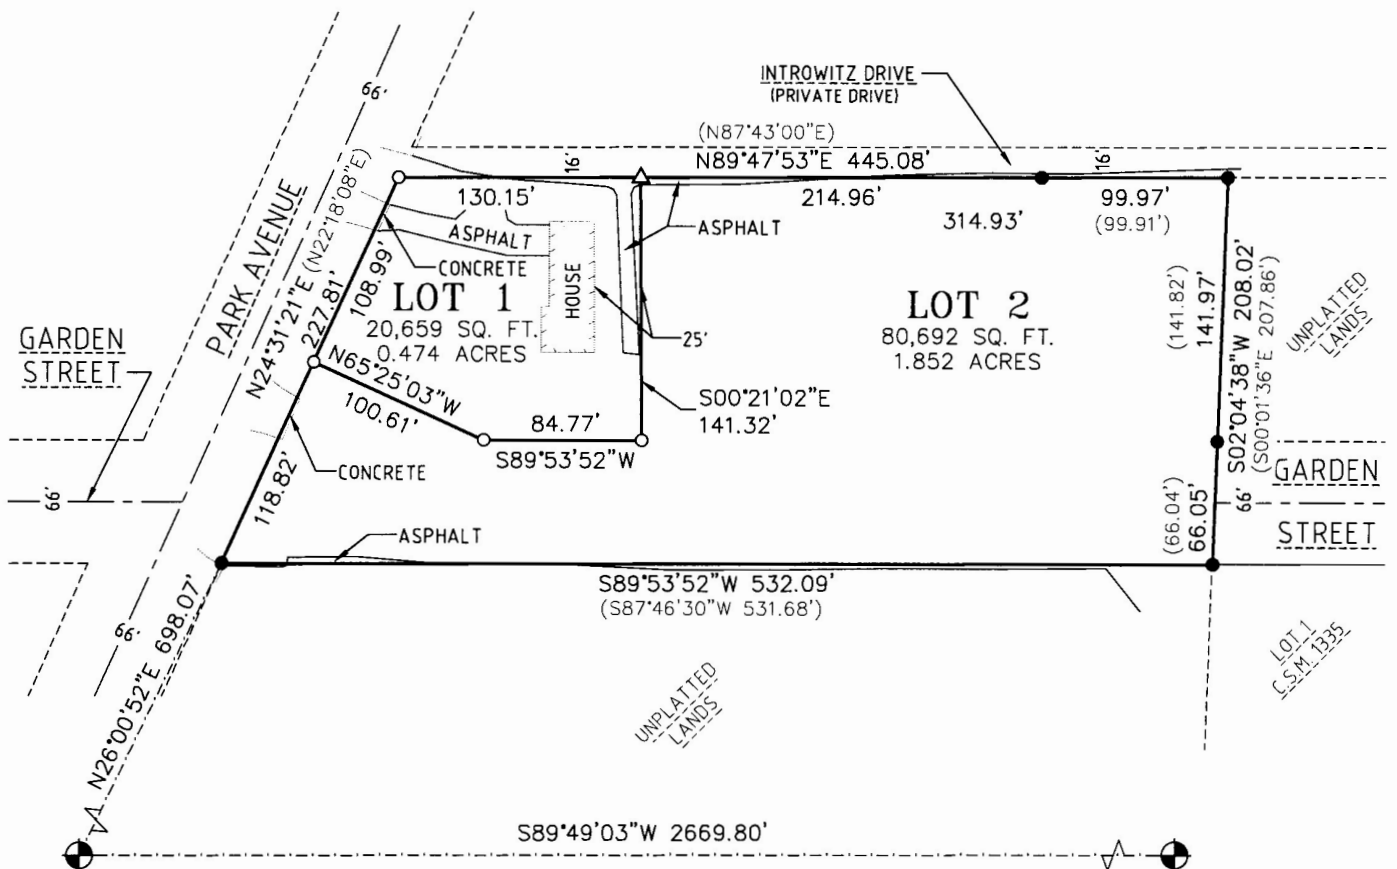 INTROWITZ DRIVE
(PRIVATE DRIVE)
66'
(N87°43'00"E)
16'
N89°47'53"E 445.08'
16'
130.15'
214.96'
99.97'
314.93'
(99.91')
ASPHALT
ASPHALT
CONCRETE
PARK AVENUE
N24°31'21"E (N22°18'08"E)
227.81'
108.99'
LOT 1
20,659 SQ. FT.
0.474 ACRES
HOUSE
25'
LOT 2
80,692 SQ. FT.
1.852 ACRES
(141.82')
141.97'
S02°04'38"W 208.02'
(S00°01'36"E 207.86')
UNPLATTED
LANDS
GARDEN
STREET
N65°25'03"W
100.61'
84.77'
S89°53'52"W
S00°21'02"E
141.32'
CONCRETE
118.82'
66'
(66.04')
66.05'
66'
GARDEN
STREET
ASPHALT
S89°53'52"W 532.09'
(S87°46'30"W 531.68')
66'
N26°00'52"E 698.07'
UNPLATTED
LANDS
LOT 1
C.S.M. 1335
S89°49'03"W 2669.80'